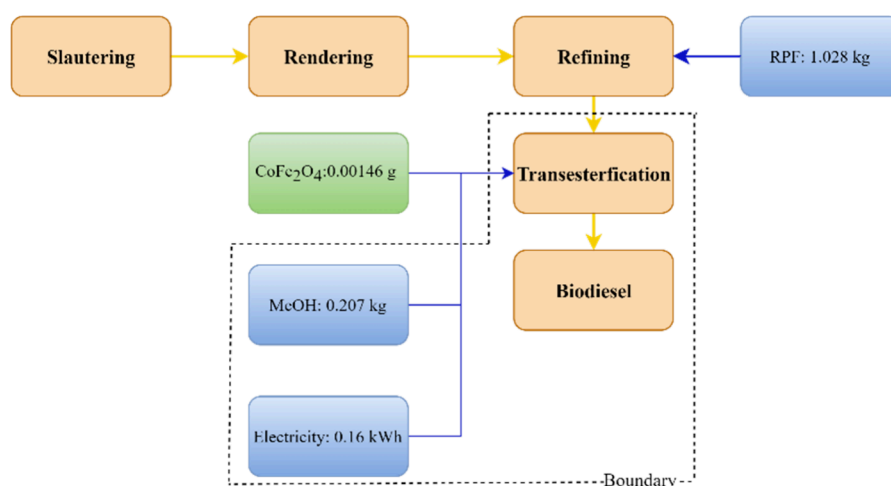 Slautering
Rendering
Refining
RPF: 1.028 kg
CoFe2O4:0.00146 g
Transesterfication
MeOH: 0.207 kg
Biodiesel
Electricity: 0.16 kWh
Boundary